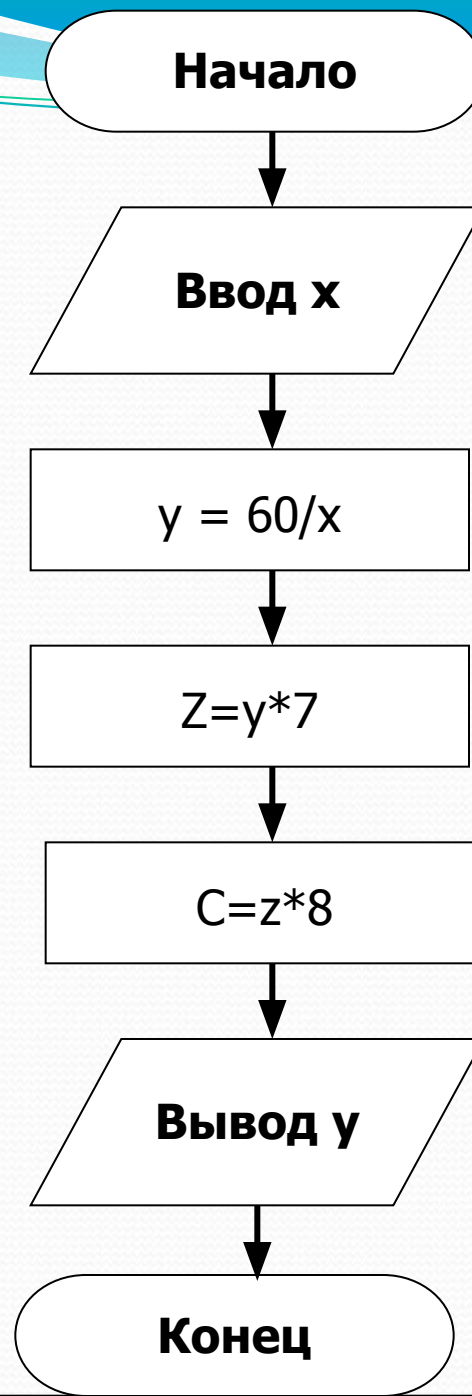 Начало
Ввод x
y = 60/x
Z=y*7
C=z*8
Вывод y
Конец